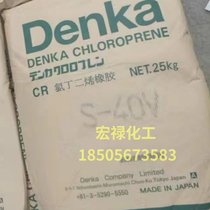 Denka
DENKA CHLOROPRENE
デンカクロロプレン
CR 氯丁二烯橡胶 NET.25kg
S-40V
宏禄化工
18505673583
Denka Company Limited
MADE IN JAPAN